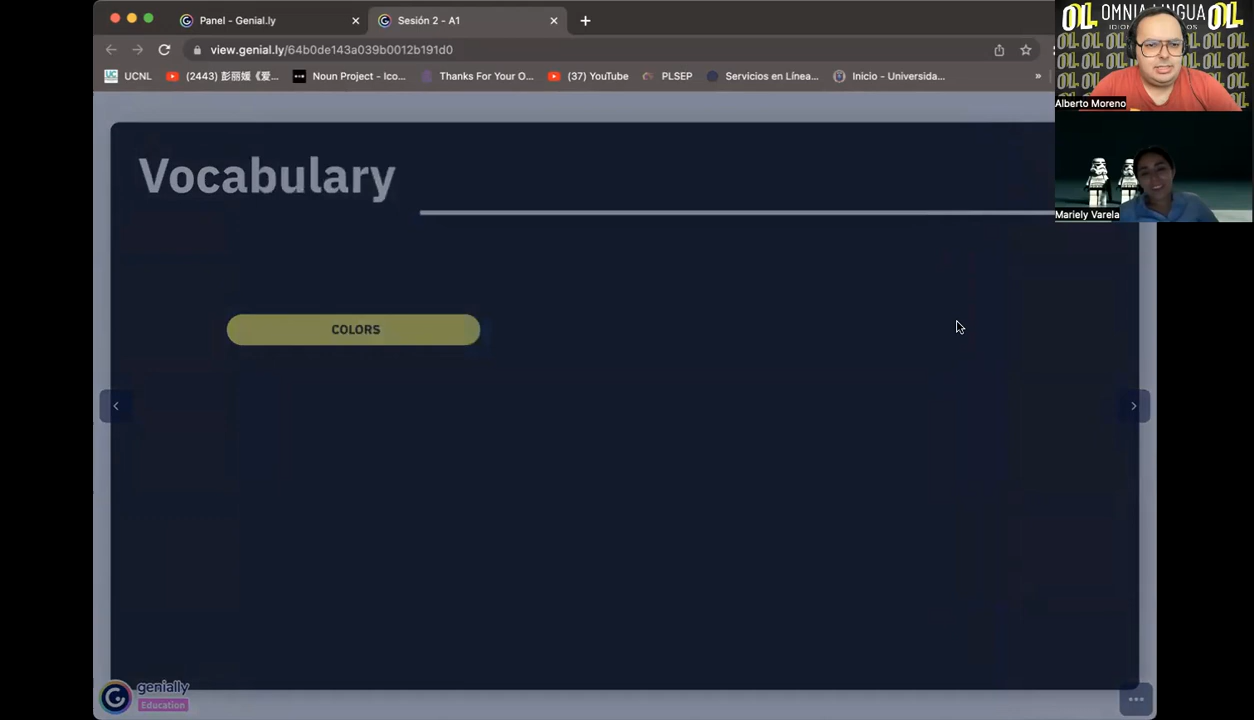 Panel - Genial.ly
Sesión 2 - A1
view.genial.ly/64b0de143a039b0012b191d0
UCNL
(2443) 彭丽媛《爱...
Noun Project – Ico...
Thanks For Your O...
(37) YouTube
PLSEP
Servicios en Línea...
Inicio - Universida...
»
OMNIA LINGUA
Alberto Moreno
Mariely Varela
Vocabulary
COLORS
genially
Education